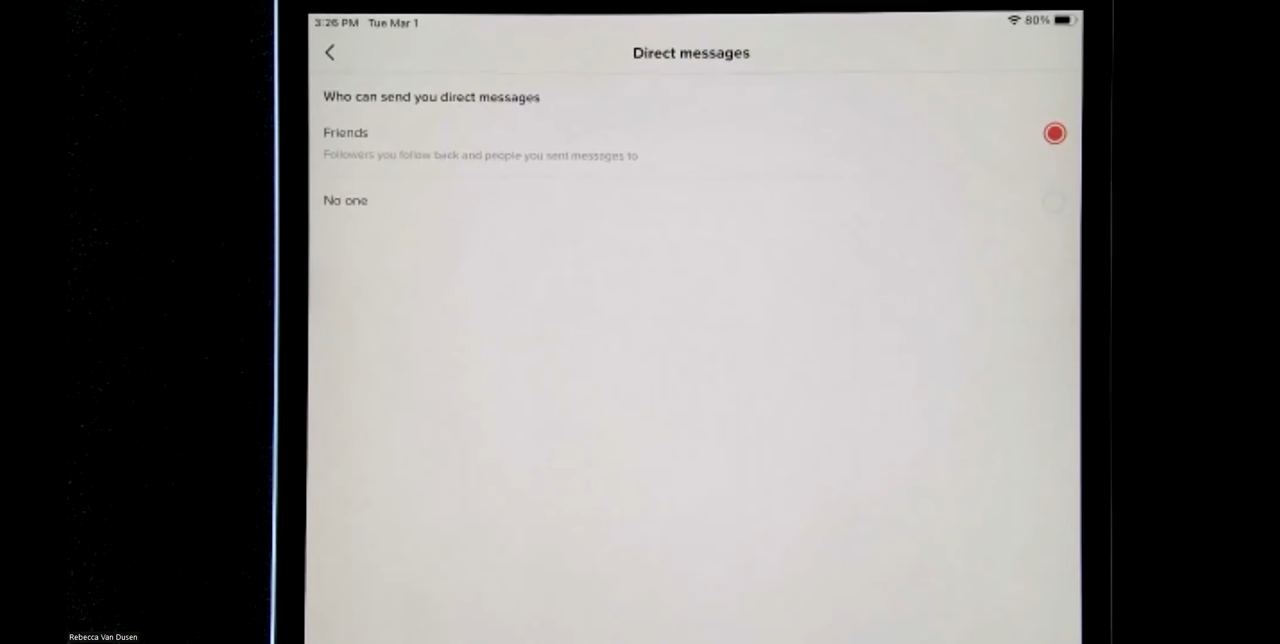 3:26 PM Tue Mar 1
80%
Direct messages
Who can send you direct messages
Friends
Followers you follow back and people you sent messages to
No one
Rebecca Van Dusen